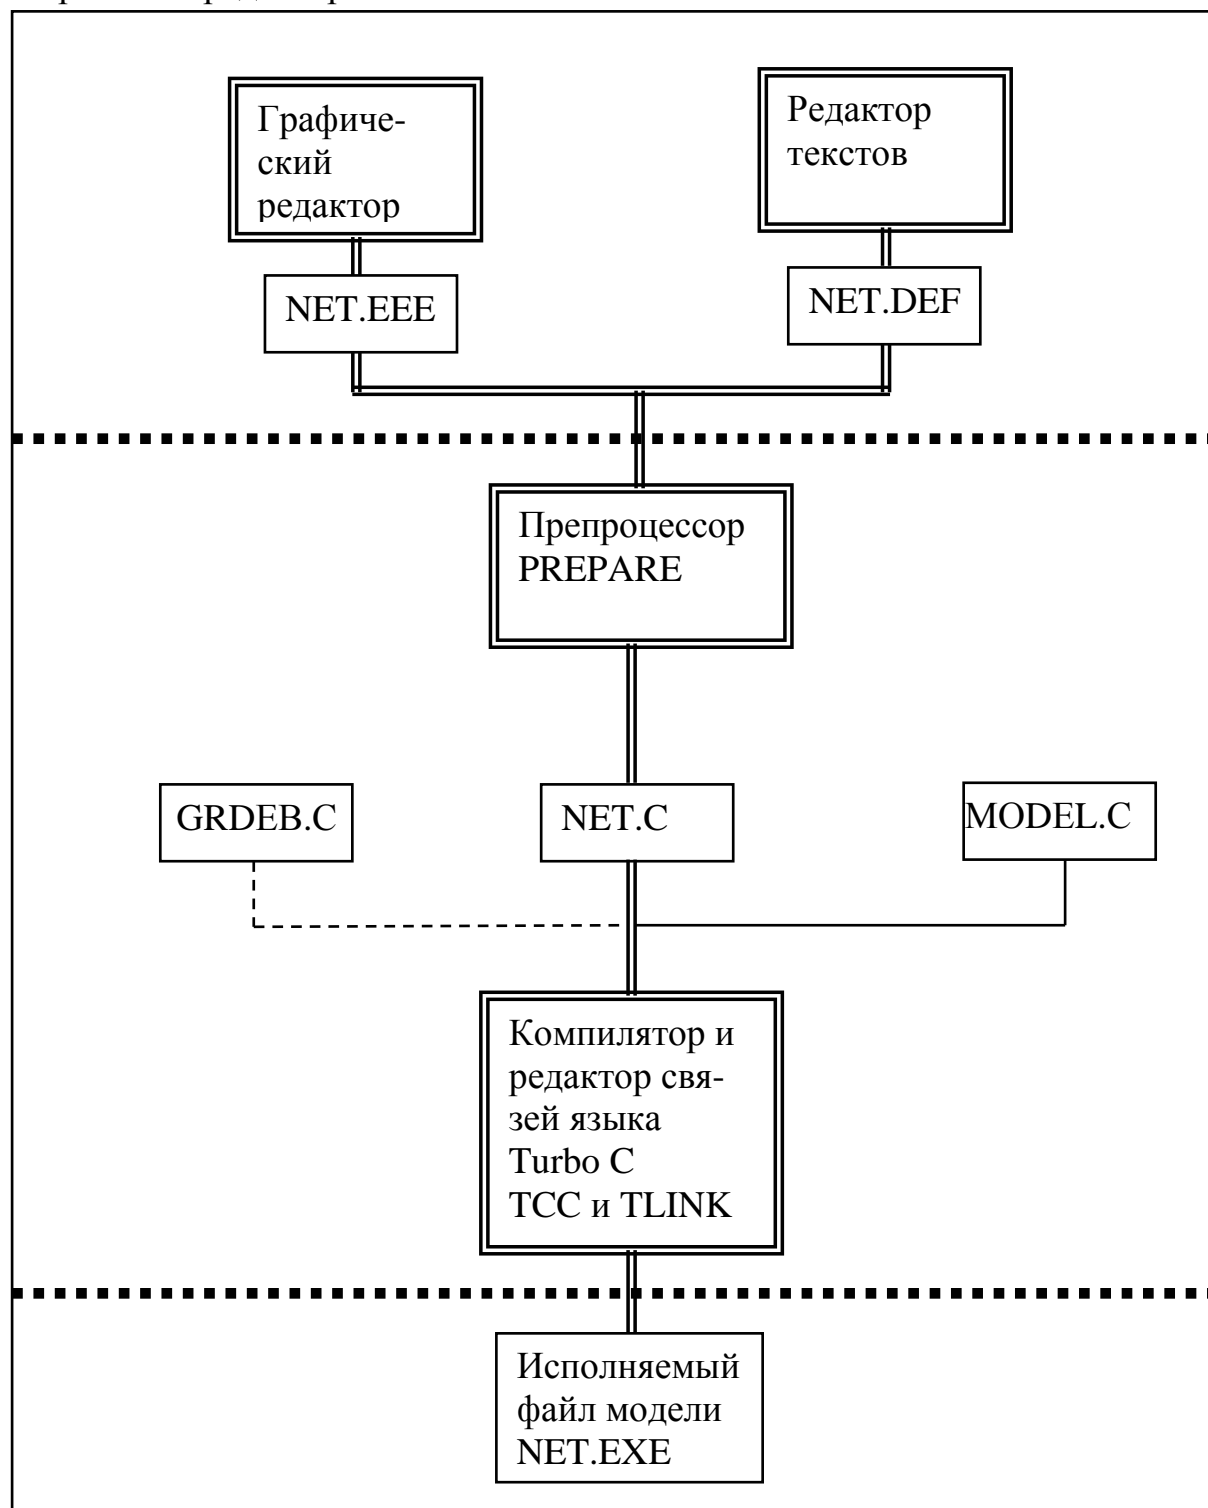 Графиче-
ский
редактор
Редактор
текстов
NET.EEE
NET.DEF
Препроцессор
PREPARE
GRDEB.C
NET.C
MODEL.C
Компилятор и
редактор свя-
зей языка
Turbo C
TCC и TLINK
Исполняемый
файл модели
NET.EXE